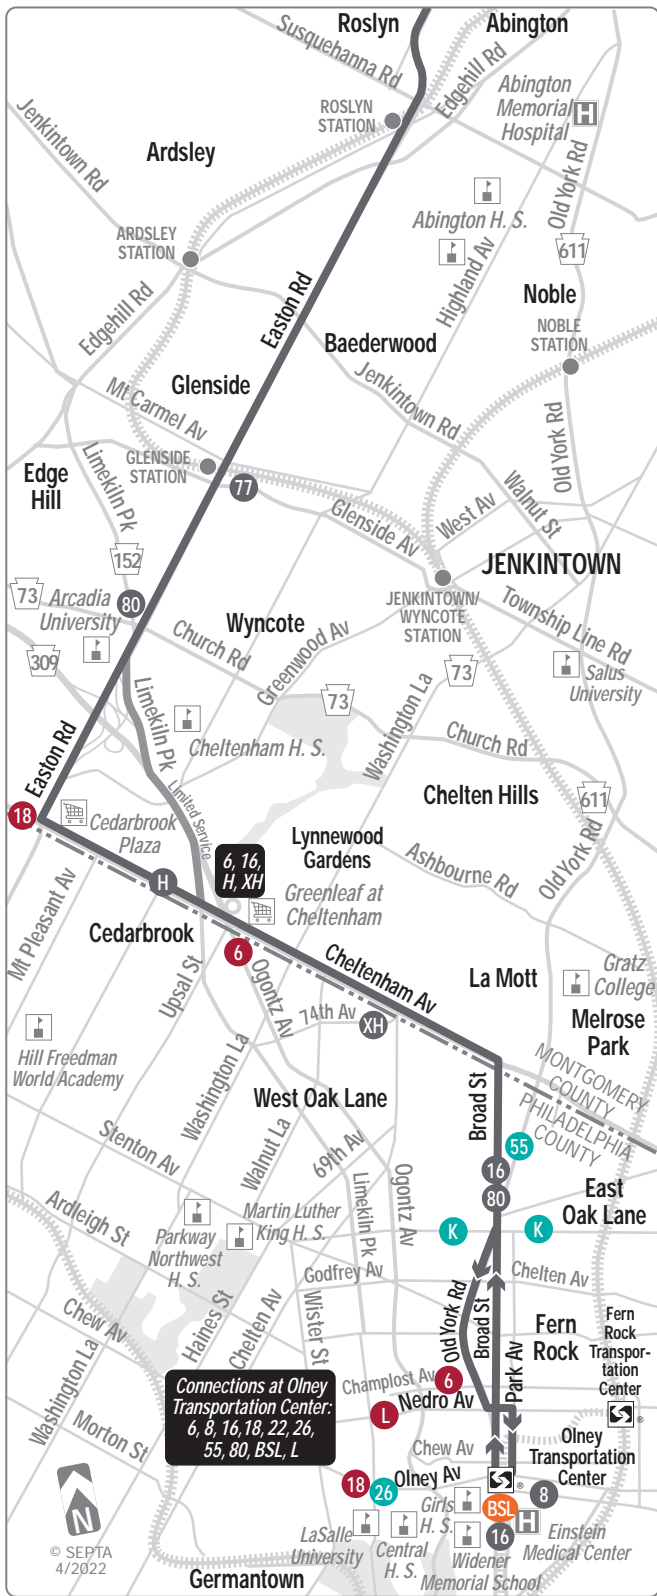 Roslyn
Abington
Susquehanna Rd
Edgehill Rd
Abington
Memorial
Hospital
H
ROSLYN
STATION
Ardsley
Jenkintown Rd
Old York Rd
Abington H. S.
ARDSLEY
STATION
611
Highland Av
Easton Rd
Noble
Edgehill Rd
Baederwood
NOBLE
STATION
Glenside
Jenkintown Rd
Mt Carmel Av
Old York Rd
GLENSIDE
STATION
Edge
Hill
Limekiln Pk
77
Walnut St
West Av
Glenside Av
152
JENKINTOWN
73
Arcadia
University
80
JENKINTOWN/
WYNCOTE
STATION
Township Line Rd
Wyncote
Church Rd
Greenwood Av
309
Salus
University
73
73
Limekiln Pk
Washington La
Easton Rd
Cheltenham H. S.
Church Rd
Limited Service
Chelten Hills
611
18
Cedarbrook
Plaza
Lynnewood
Gardens
Old York Rd
6, 16,
H, XH
Ashbourne Rd
H
Greenleaf at
Cheltenham
Mt Pleasant Av
Cedarbrook
6
Cheltenham Av
Upsal St
Ogontz Av
La Mott
Gratz
College
74th Av
XH
Melrose
Park
Hill Freedman
World Academy
Washington La
MONTGOMERY
COUNTY
PHILADELPHIA
COUNTY
West Oak Lane
Broad St
55
Stenton Av
Walnut La
69th Av
16
80
Limekiln Pk
Ogontz Av
East
Oak Lane
Ardleigh St
Martin Luther
King H. S.
Parkway
Northwest
H. S.
K
K
Godfrey Av
Chelten Av
Haines St
Chelten Av
Wister St
Old York Rd
Broad St
Park Av
Fern
Rock
Fern
Rock
Transpor-
tation
Center
Chew Av
Washington La
Connections at Olney
Transportation Center:
6, 8, 16,18, 22, 26,
55, 80, BSL, L
Champlost Av
6
Nedro Av
L
®
Morton St
Chew Av
Olney
Transportation
Center
18
26
Olney Av
®
8
N
Girls
H. S.
BSL
H
16
Einstein
Medical Center
© SEPTA
4/2022
LaSalle
University
Central
H. S.
Widener
Memorial School
Germantown